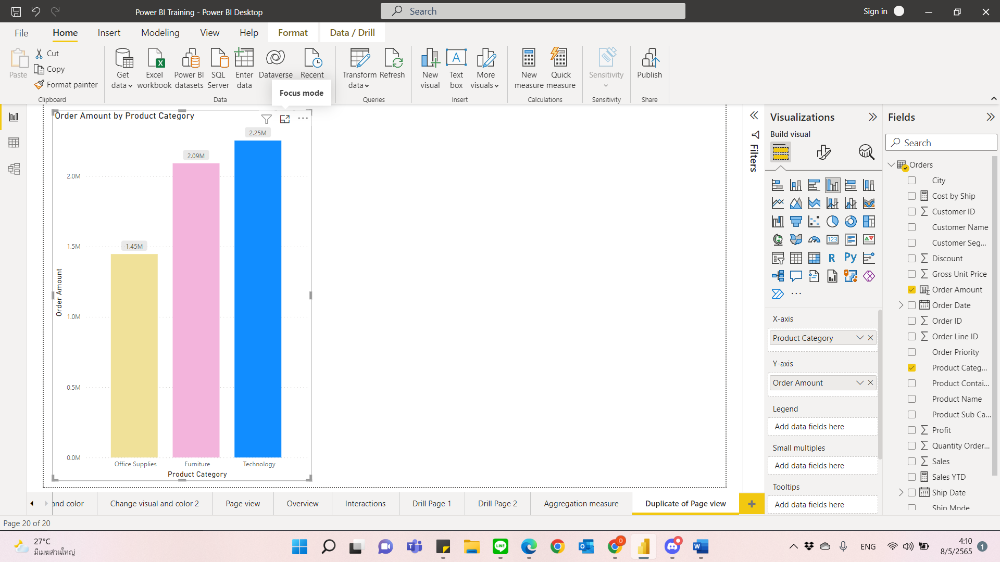 Power BI Training - Power BI Desktop
Search
Sign in
File
Home
Insert
Modeling
View
Help
Format
Data / Drill
Paste
Cut
Copy
Format painter
Clipboard
Get data
Excel workbook
Power BI datasets
SQL Server
Enter data
Dataverse
Recent
Data
Focus mode
Transform data
Refresh
Queries
New visual
Text box
More visuals
Insert
New measure
Quick measure
Calculations
Sensitivity
Sensitivity
Publish
Share
Order Amount by Product Category
2.25M
2.09M
1.45M
2.0M
1.5M
1.0M
0.5M
0.0M
Order Amount
Office Supplies
Furniture
Technology
Product Category
Filters
Visualizations
Build visual
123
R
Py
X-axis
Product Category
Y-axis
Order Amount
Legend
Add data fields here
Small multiples
Add data fields here
Tooltips
Add data fields here
Fields
Search
Orders
City
Cost by Ship
Customer ID
Customer Name
Customer Seg...
Discount
Gross Unit Price
Order Amount
Order Date
Order ID
Order Line ID
Order Priority
Product Categ...
Product Contai...
Product Name
Product Sub Ca...
Profit
Quantity Order...
Sales
Sales YTD
Ship Date
Ship Mode
and color
Change visual and color 2
Page view
Overview
Interactions
Drill Page 1
Drill Page 2
Aggregation measure
Duplicate of Page view
Page 20 of 20
27°C
มีเมฆส่วนใหญ่
LINE
0
ENG
4:10
8/5/2565
1